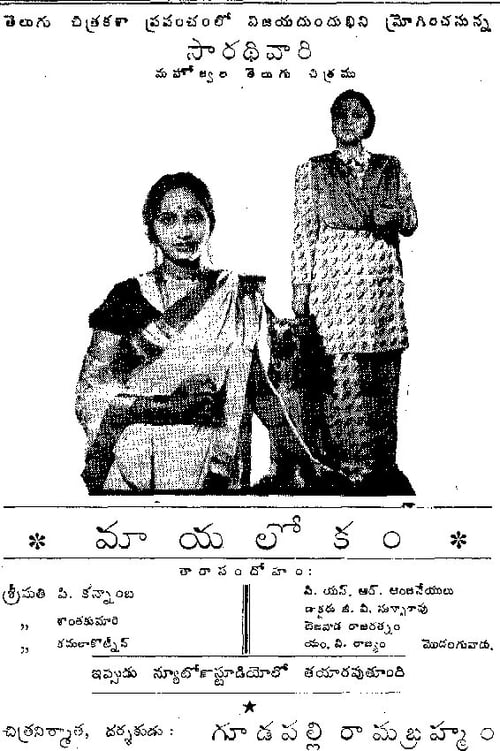 తెలుగు చిత్రకళా ప్రపంచంలో విజయదుందుభిని మ్రోగించనున్న
సారథివారి
మహోజ్వల తెలుగు చిత్రము
* మాయలోకం *
తారాసందోహం:
శ్రీమతి పి. కన్నాంబ
„ శాంతకుమారి
„ కమలాకొట్నీస్
సి. యస్. ఆర్. ఆంజనేయులు
డాక్టరు జి. వి. సుబ్బారావు
బెజవాడ రాజరత్నం
యం. వి. రాజ్యం మొదలగువారు.
ఇప్పుడు న్యూటోన్ స్టూడియోలో తయారవుతూంది
చిత్రనిర్మాత, దర్శకుడు: గూడపల్లి రామబ్రహ్మం